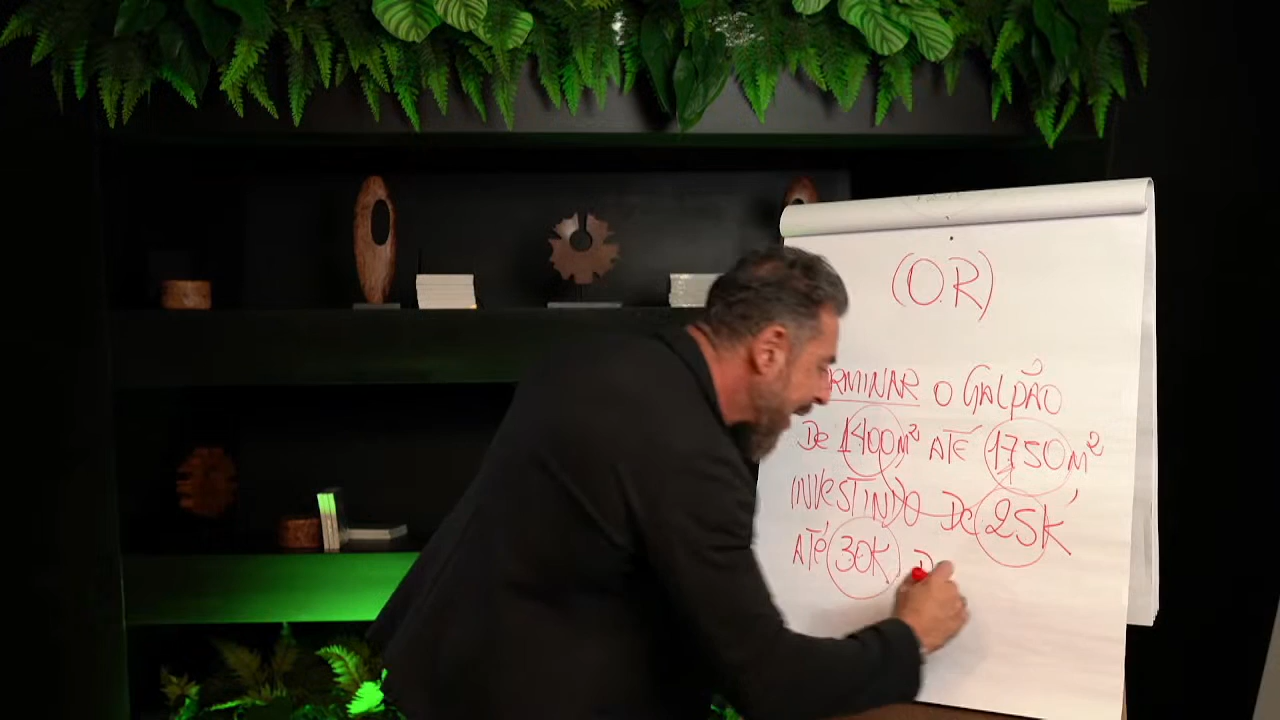 (O.R)
RMINAR O GALPÃO
DE 1400m² ATÉ 1750m²
INVESTINDO DE 25K
ATÉ 30K D